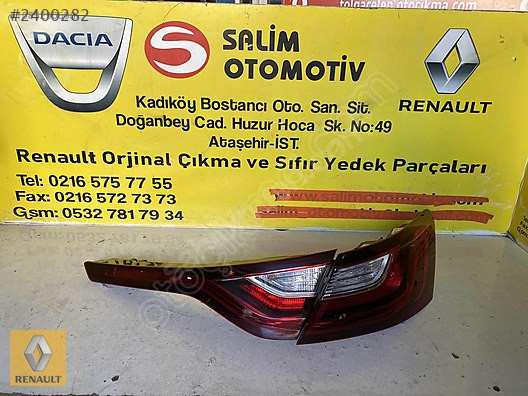 #2400282
DACIA
SALİM
OTOMOTİV
RENAULT
Kadıköy Bostancı Oto. San. Sit.
Doğanbey Cad. Huzur Hoca Sk. No:49
Ataşehir-İST.
Renault Orjinal Çıkma ve Sıfır Yedek Parçaları
Tel: 0216 575 77 55
Fax: 0216 572 73 73
Gsm: 0532 781 79 34
RENAULT